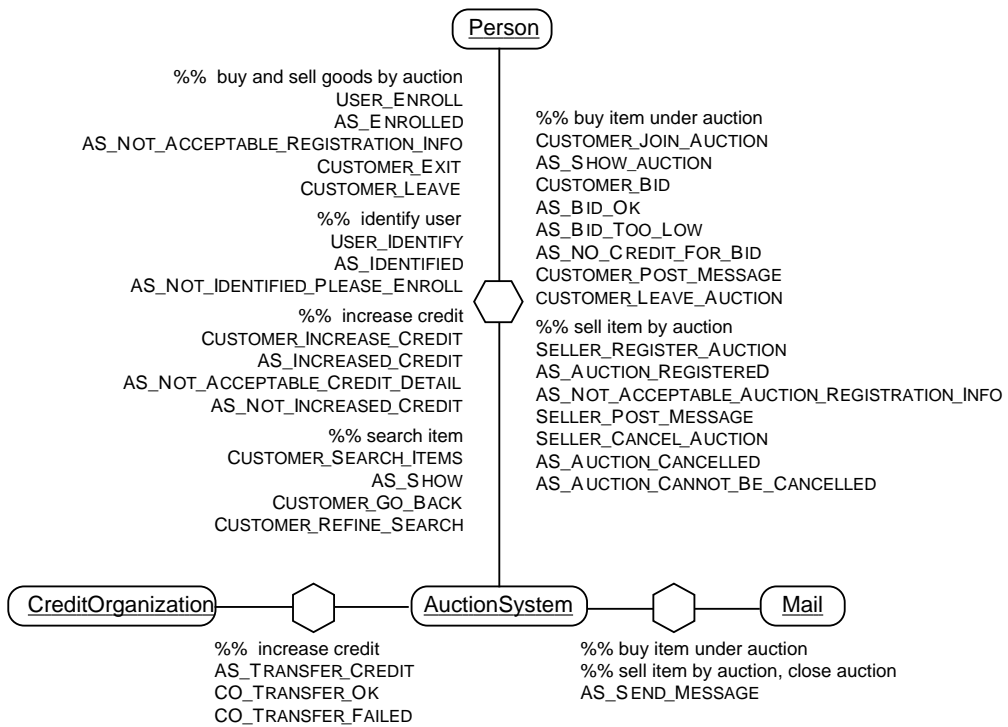 Person
%% buy and sell goods by auction
USER_ENROLL
AS_ENROLLED
AS_NOT_ACCEPTABLE_REGISTRATION_INFO
CUSTOMER_EXIT
CUSTOMER_LEAVE
%% identify user
USER_IDENTIFY
AS_IDENTIFIED
AS_NOT_IDENTIFIED_PLEASE_ENROLL
%% increase credit
CUSTOMER_INCREASE_CREDIT
AS_INCREASED_CREDIT
AS_NOT_ACCEPTABLE_CREDIT_DETAIL
AS_NOT_INCREASED_CREDIT
%% search item
CUSTOMER_SEARCH_ITEMS
AS_SHOW
CUSTOMER_GO_BACK
CUSTOMER_REFINE_SEARCH
%% buy item under auction
CUSTOMER_JOIN_AUCTION
AS_SHOW_AUCTION
CUSTOMER_BID
AS_BID_OK
AS_BID_TOO_LOW
AS_NO_CREDIT_FOR_BID
CUSTOMER_POST_MESSAGE
CUSTOMER_LEAVE_AUCTION
%% sell item by auction
SELLER_REGISTER_AUCTION
AS_AUCTION_REGISTERED
AS_NOT_ACCEPTABLE_AUCTION_REGISTRATION_INFO
SELLER_POST_MESSAGE
SELLER_CANCEL_AUCTION
AS_AUCTION_CANCELLED
AS_AUCTION_CANNOT_BE_CANCELLED
CreditOrganization
AuctionSystem
Mail
%% increase credit
AS_TRANSFER_CREDIT
CO_TRANSFER_OK
CO_TRANSFER_FAILED
%% buy item under auction
%% sell item by auction, close auction
AS_SEND_MESSAGE